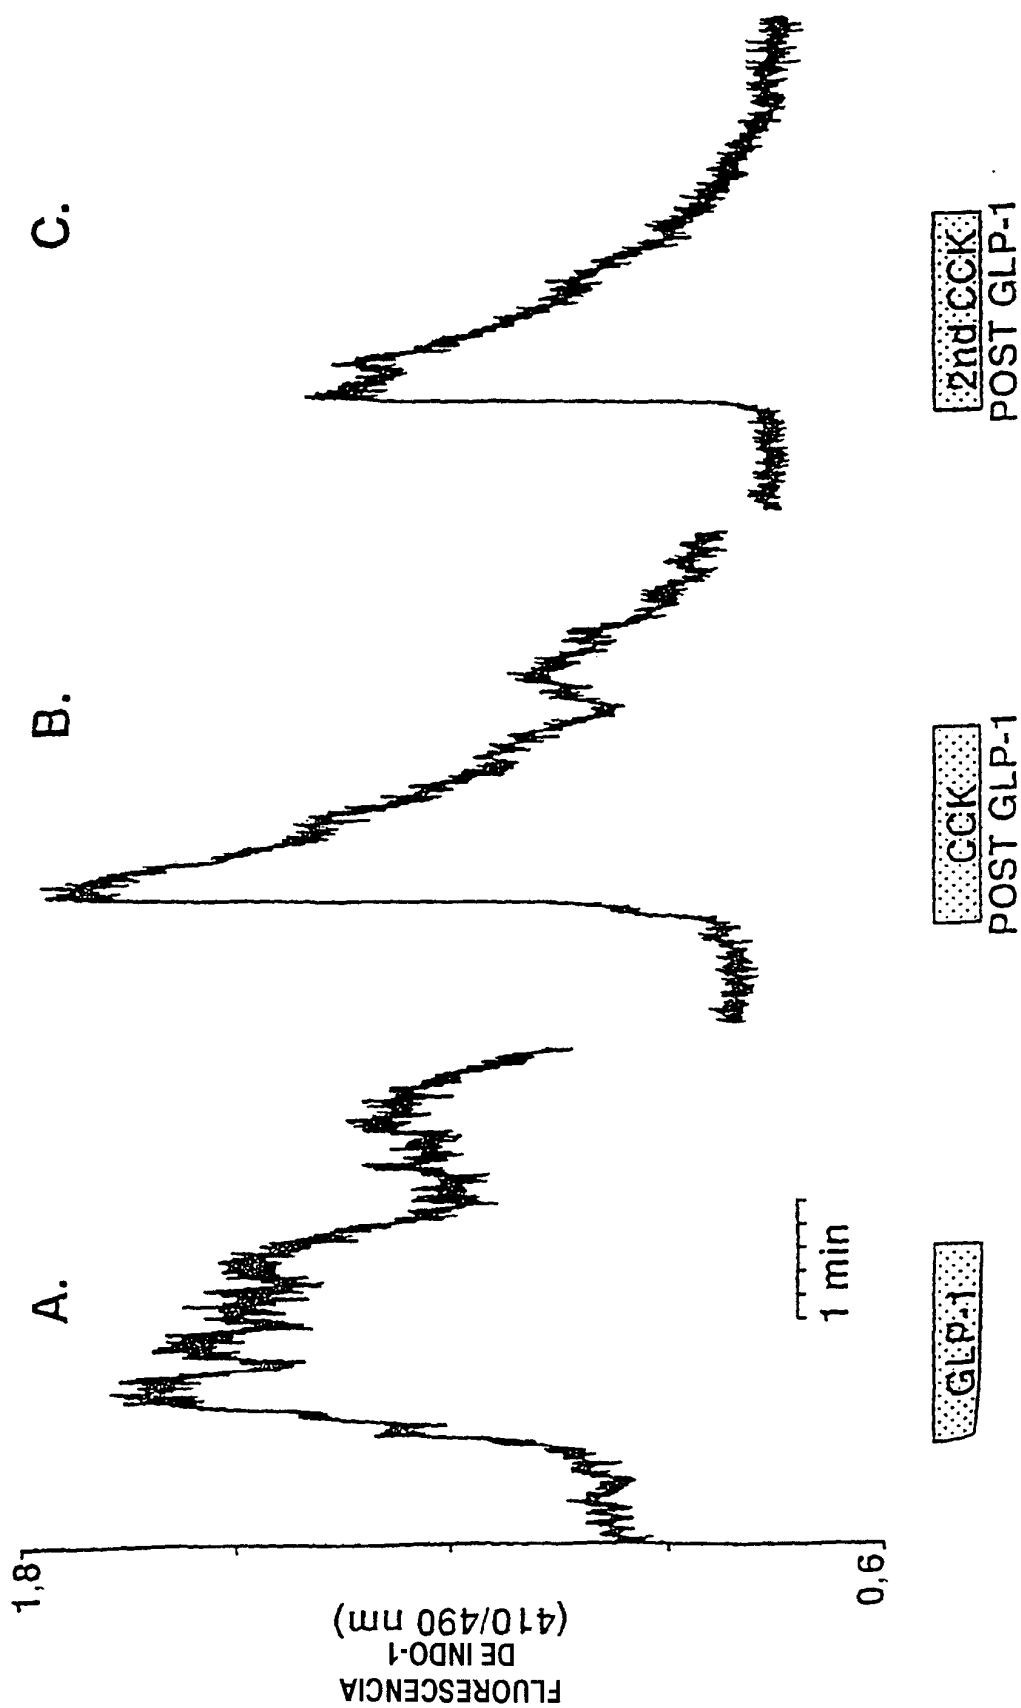 A.
B.
C.
1,8
0,6
FLUORESCENCIA
DE INDO-1
(410/490 nm)
1 min
GLP-1
CCK
POST GLP-1
2nd CCK
POST GLP-1